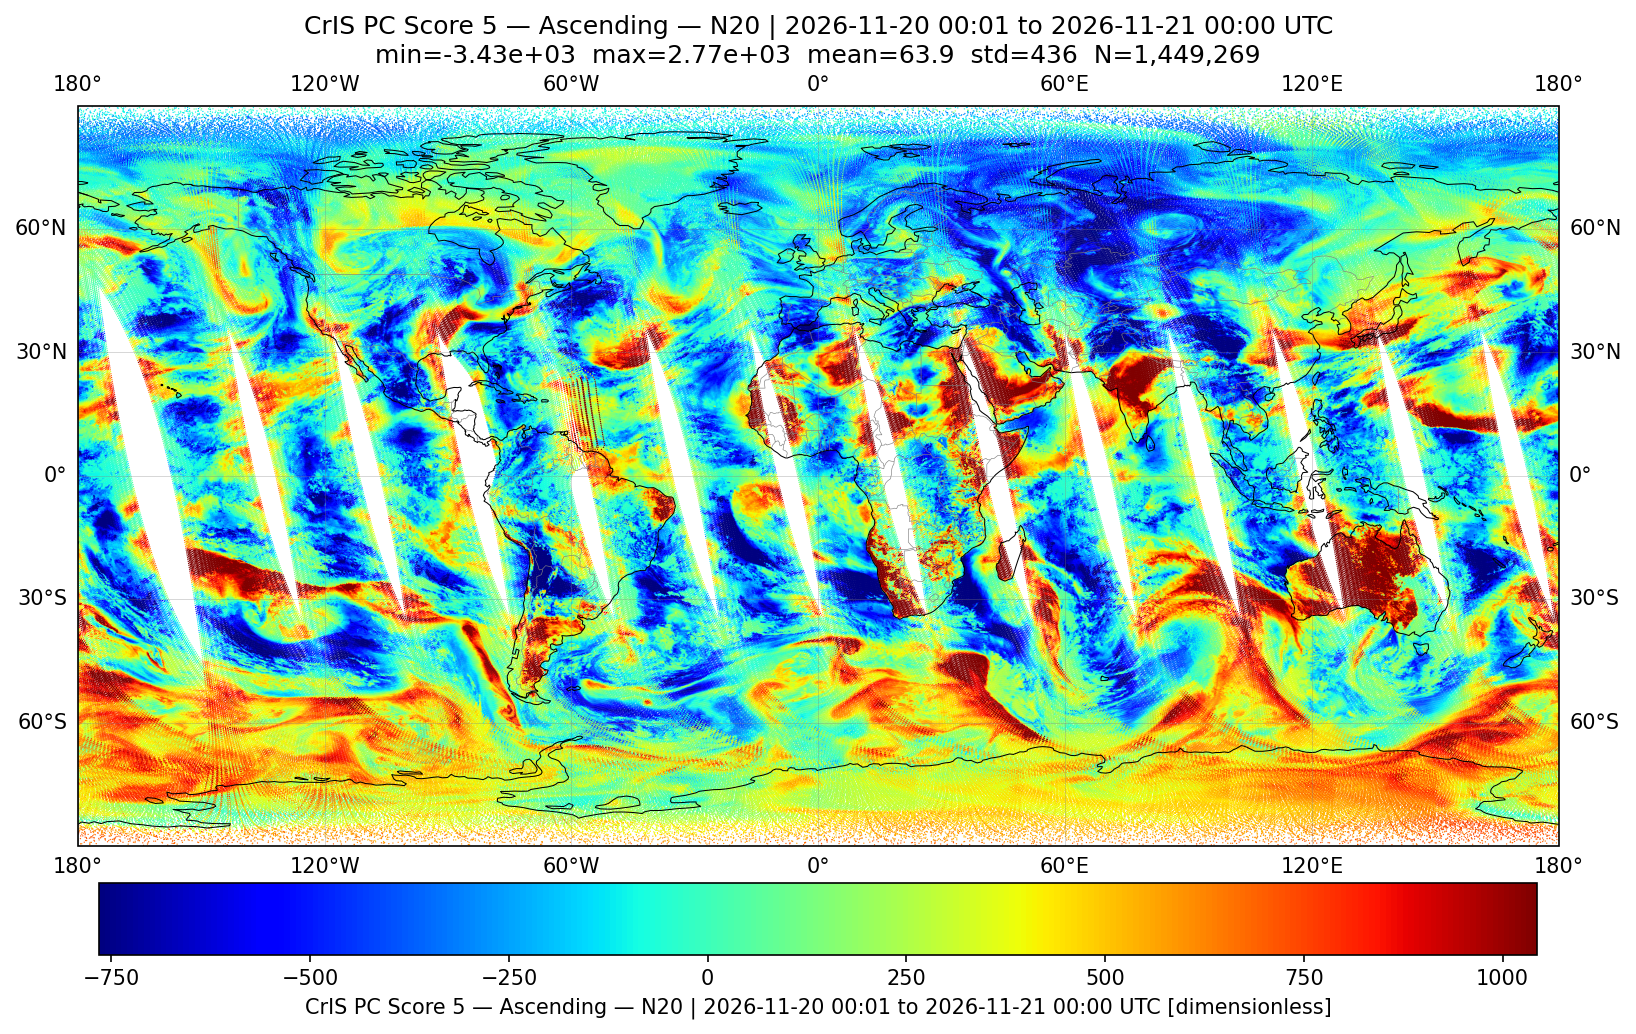 CrIS PC Score 5 — Ascending — N20 | 2026-11-20 00:01 to 2026-11-21 00:00 UTC
min=-3.43e+03 max=2.77e+03 mean=63.9 std=436 N=1,449,269
180° 120°W 60°W 0° 60°E 120°E 180°
60°N 60°N
30°N 30°N
0° 0°
30°S 30°S
60°S 60°S
180° 120°W 60°W 0° 60°E 120°E 180°
−750 −500 −250 0 250 500 750 1000
CrIS PC Score 5 — Ascending — N20 | 2026-11-20 00:01 to 2026-11-21 00:00 UTC [dimensionless]